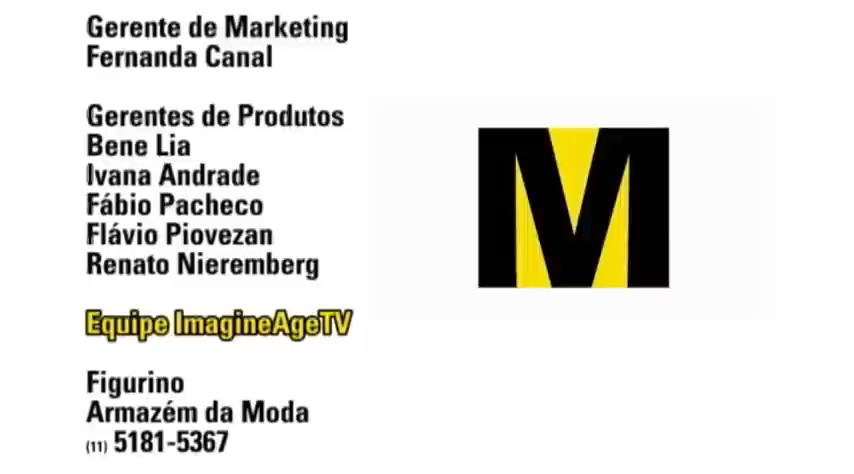 Gerente de Marketing
Fernanda Canal
Gerentes de Produtos
Bene Lia
Ivana Andrade
Fábio Pacheco
Flávio Piovezan
Renato Nieremberg
Equipe ImagineAgeTV
Figurino
Armazém da Moda
(11) 5181-5367
M